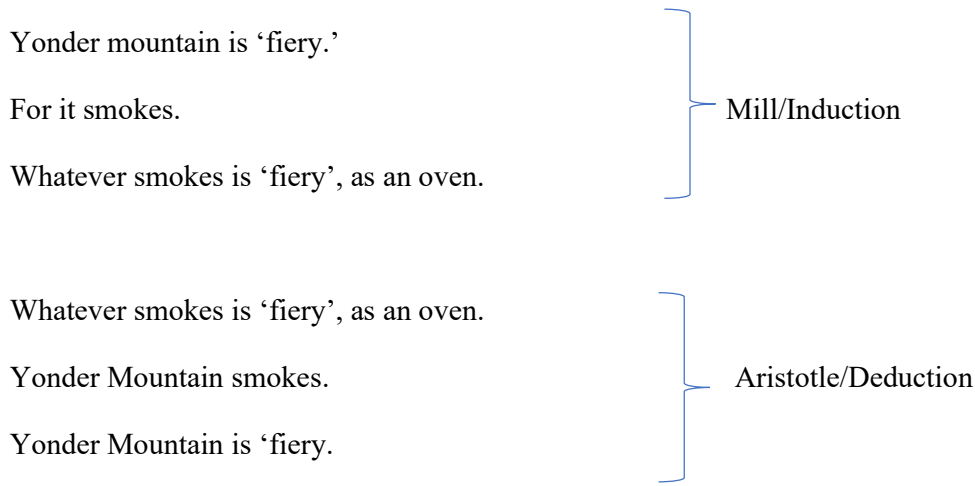 Yonder mountain is ‘fiery.’
For it smokes.
Mill/Induction
Whatever smokes is ‘fiery’, as an oven.
Whatever smokes is ‘fiery’, as an oven.
Yonder Mountain smokes.
Aristotle/Deduction
Yonder Mountain is ‘fiery.